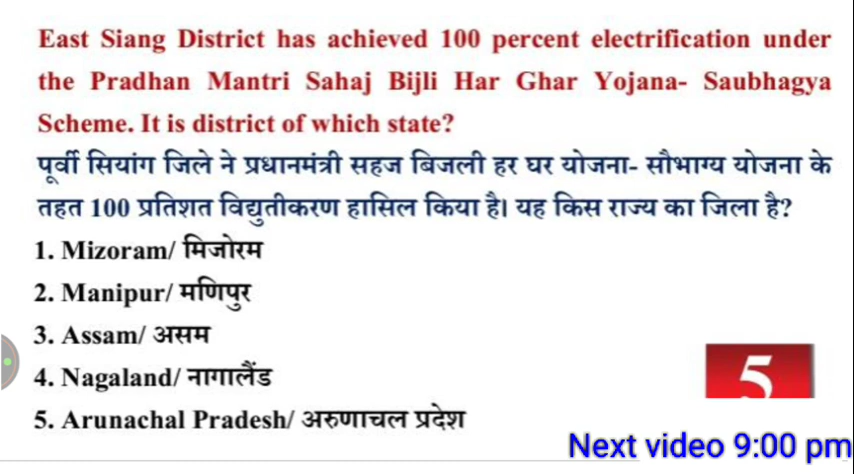 East Siang District has achieved 100 percent electrification under
the Pradhan Mantri Sahaj Bijli Har Ghar Yojana- Saubhagya
Scheme. It is district of which state?
पूर्वी सियांग जिले ने प्रधानमंत्री सहज बिजली हर घर योजना- सौभाग्य योजना के
तहत 100 प्रतिशत विद्युतीकरण हासिल किया है। यह किस राज्य का जिला है?
1. Mizoram/ मिजोरम
2. Manipur/ मणिपुर
3. Assam/ असम
4. Nagaland/ नागालैंड
5. Arunachal Pradesh/ अरुणाचल प्रदेश
5
Next video 9:00 pm